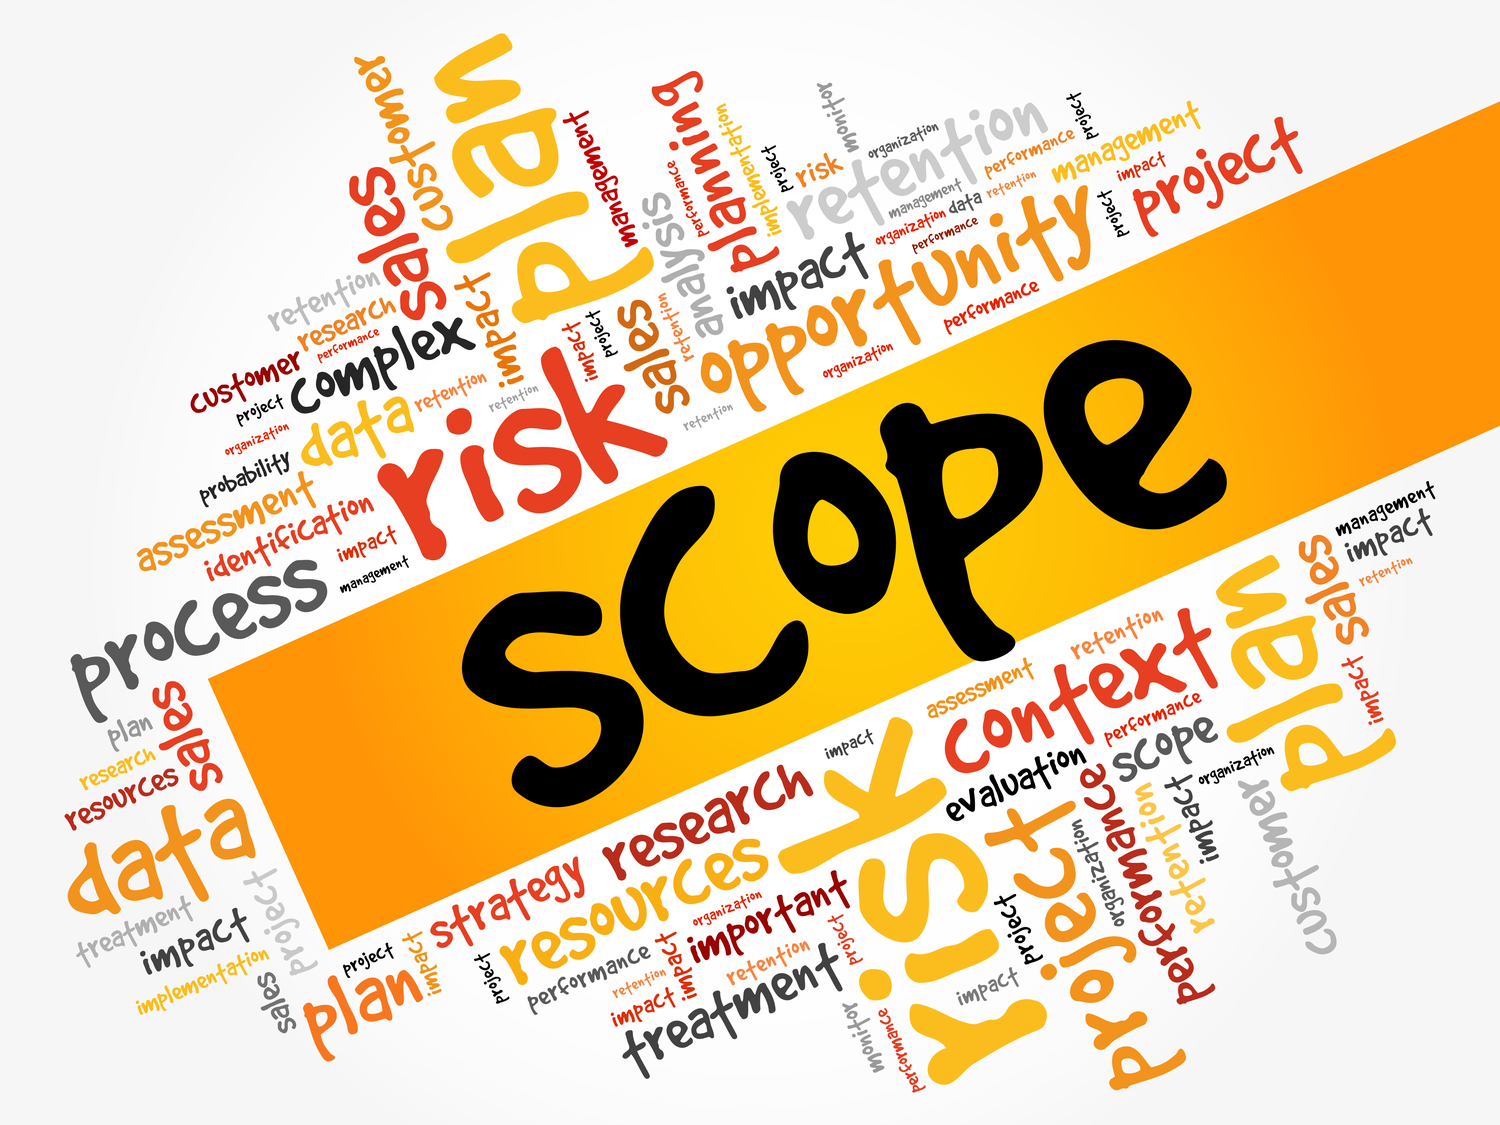 customer
plan
sales
management
planning
performance
implementation
project
risk
monitor
organization
retention
performance
project
management
impact
project
project
management
data
retention
organization
performance
analysis
impact
opportunity
performance
organization
retention
sales
retention
project
impact
impact
retention
research
performance
customer
complex
project
data
retention
retention
organization
risk
probability
assessment
identification
impact
management
process
scope
plan
sales
research
resources
data
treatment
project
impact
implementation
sales
project
plan
impact
strategy
research
project
resources
performance
organization
important
retention
impact
impact
retention
treatment
project
monitor
performance
impact
risk
assessment
retention
context
performance
evaluation
scope
organization
project
project
impact
organization
performance
retention
impact
customer
plan
sales
impact
management
impact
retention